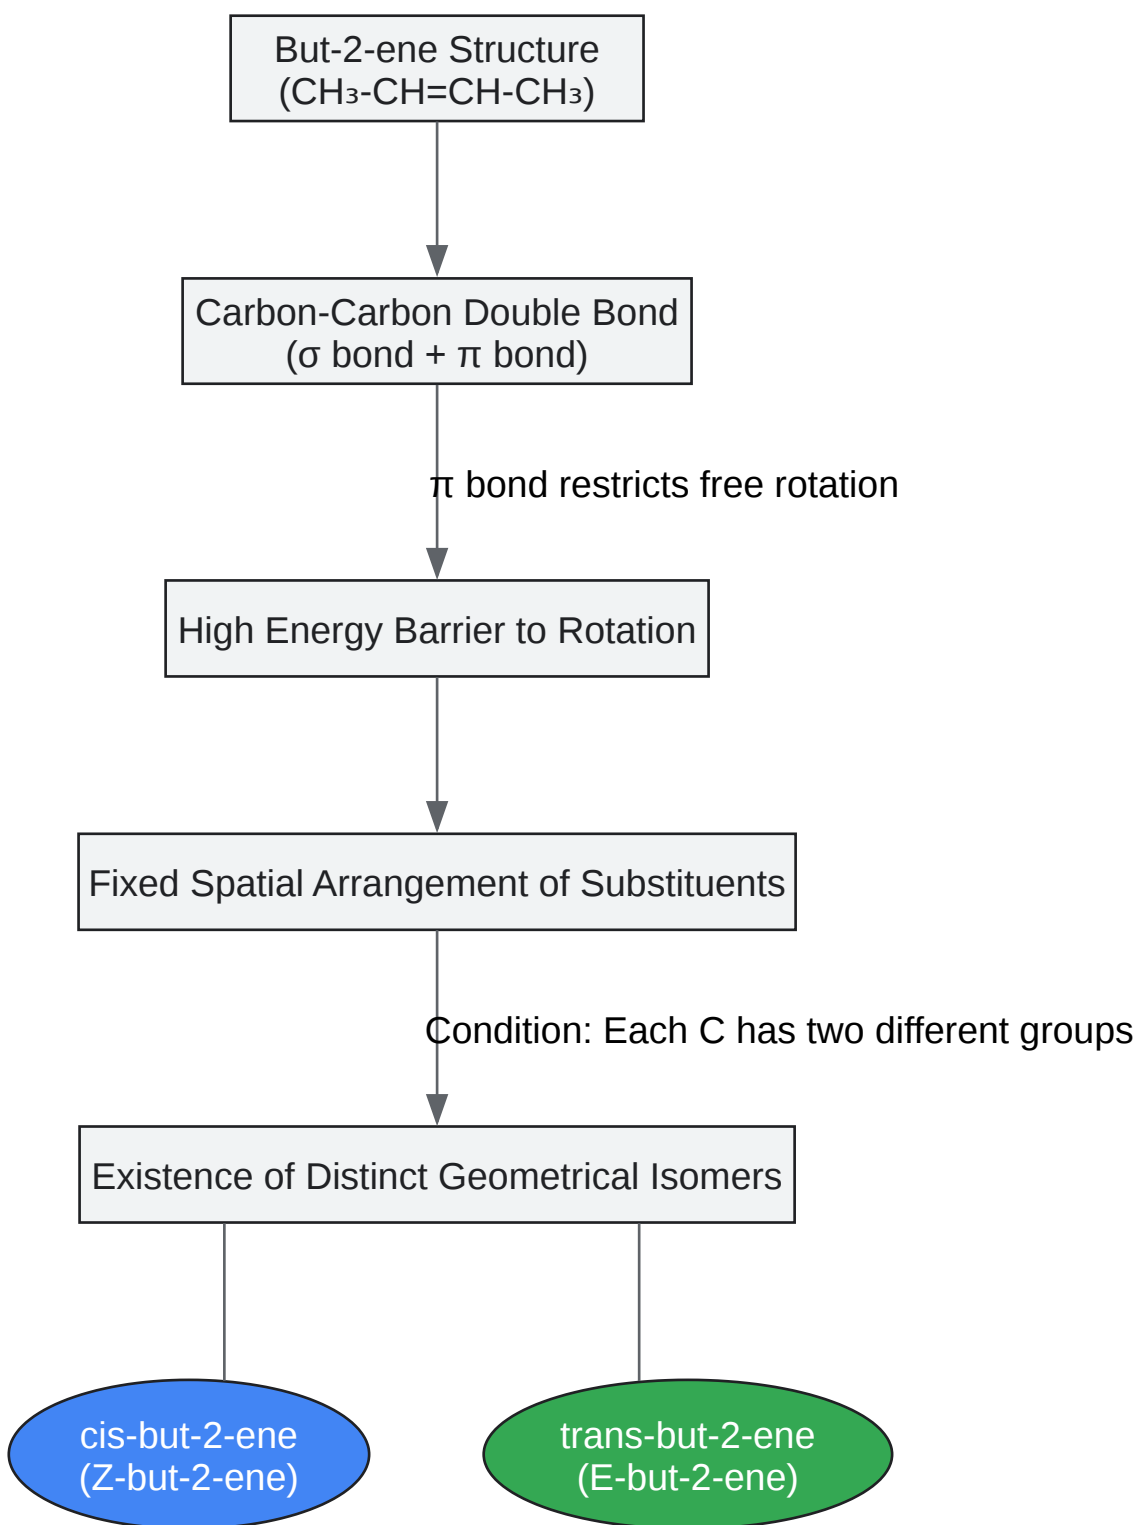 But-2-ene Structure
(CH₃-CH=CH-CH₃)
Carbon-Carbon Double Bond
(σ bond + π bond)
π bond restricts free rotation
High Energy Barrier to Rotation
Fixed Spatial Arrangement of Substituents
Condition: Each C has two different groups
Existence of Distinct Geometrical Isomers
cis-but-2-ene
(Z-but-2-ene)
trans-but-2-ene
(E-but-2-ene)